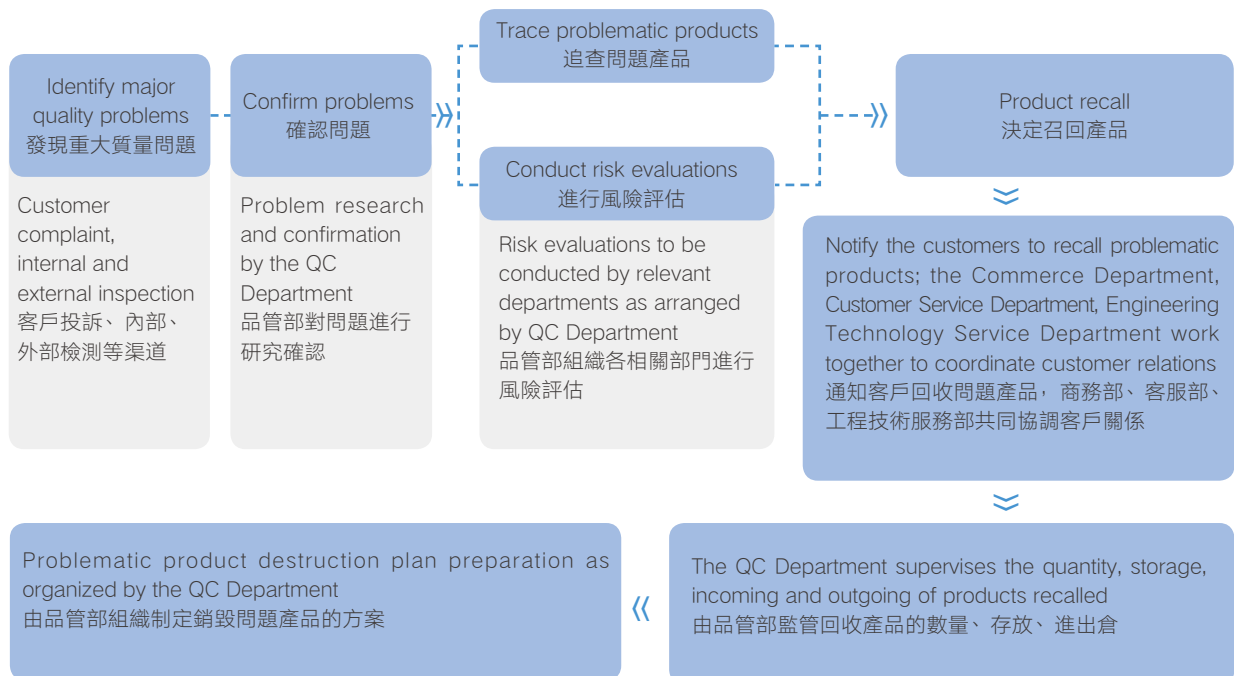 Identify major
quality problems
發現重大質量問題
Customer
complaint,
internal and
external inspection
客戶投訴、內部、
外部檢測等渠道
Confirm problems
確認問題
Problem research
and confirmation
by the QC
Department
品管部對問題進行
研究確認
Trace problematic products
追查問題產品
Conduct risk evaluations
進行風險評估
Risk evaluations to be
conducted by relevant
departments as arranged
by QC Department
品管部組織各相關部門進行
風險評估
Product recall
決定召回產品
Notify the customers to recall problematic
products; the Commerce Department,
Customer Service Department, Engineering
Technology Service Department work
together to coordinate customer relations
通知客戶回收問題產品，商務部、客服部、
工程技術服務部共同協調客戶關係
The QC Department supervises the quantity, storage,
incoming and outgoing of products recalled
由品管部監管回收產品的數量、存放、進出倉
Problematic product destruction plan preparation as
organized by the QC Department
由品管部組織制定銷毀問題產品的方案